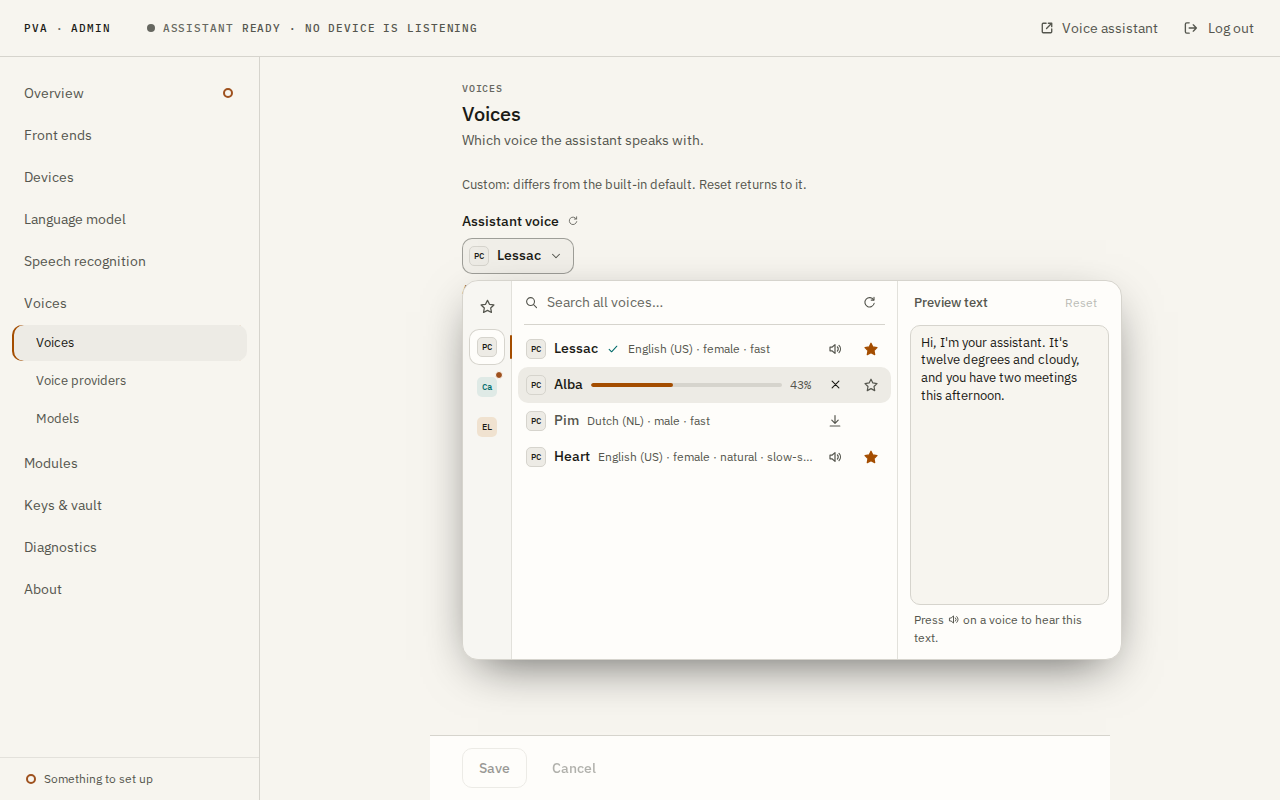 PVA · ADMIN
ASSISTANT READY · NO DEVICE IS LISTENING
Voice assistant
Log out
Overview
Front ends
Devices
Language model
Speech recognition
Voices
Voices
Voice providers
Models
Modules
Keys & vault
Diagnostics
About
Something to set up
VOICES
Voices
Which voice the assistant speaks with.
Custom: differs from the built-in default. Reset returns to it.
Assistant voice
PC Lessac
Search all voices...
PC
Ca
EL
PC Lessac English (US) · female · fast
PC Alba 43%
PC Pim Dutch (NL) · male · fast
PC Heart English (US) · female · natural · slow-s...
Preview text
Reset
Hi, I'm your assistant. It's
twelve degrees and cloudy,
and you have two meetings
this afternoon.
Press on a voice to hear this
text.
Save
Cancel